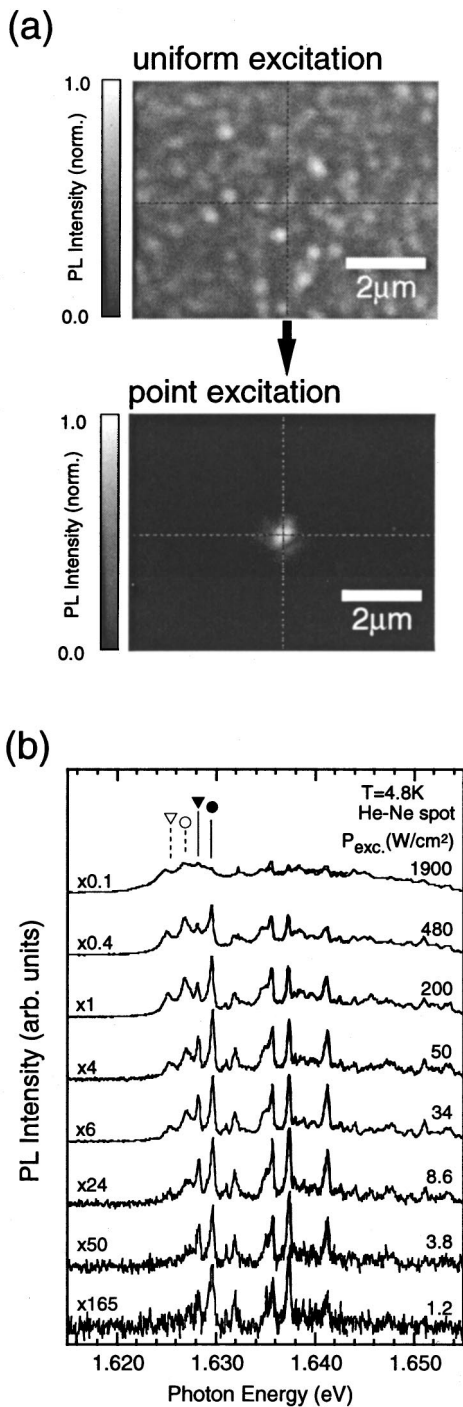 (a)
uniform excitation
1.0
PL Intensity (norm.)
0.0
2μm
point excitation
1.0
PL Intensity (norm.)
0.0
2μm
(b)
T=4.8K
He-Ne spot
P_exc.(W/cm²)
x0.1 1900
x0.4 480
x1 200
x4 50
x6 34
x24 8.6
x50 3.8
x165 1.2
PL Intensity (arb. units)
1.620 1.630 1.640 1.650
Photon Energy (eV)